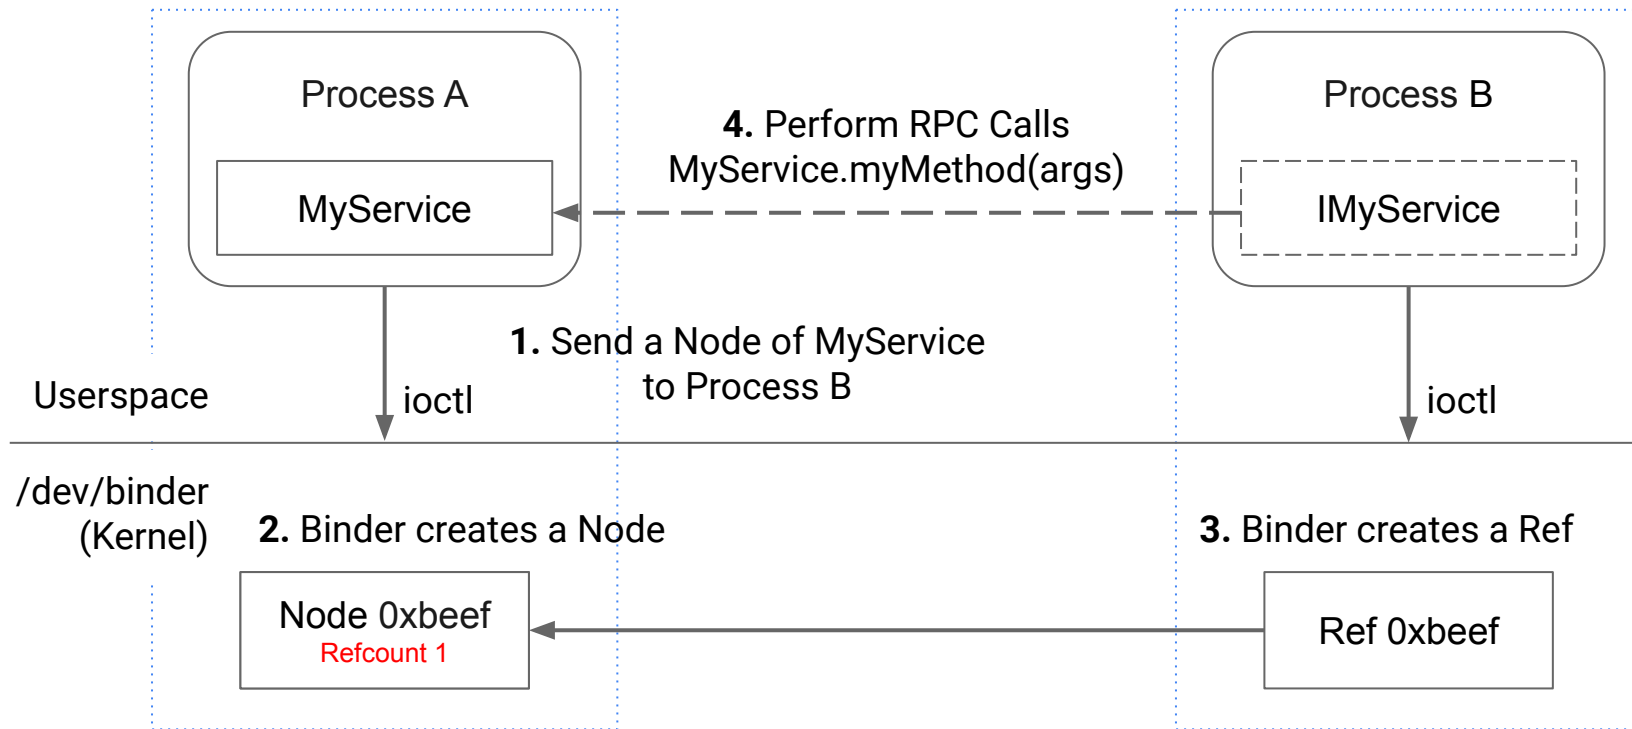 Process A
Process B
4. Perform RPC Calls
MyService.myMethod(args)
MyService
IMyService
1. Send a Node of MyService
to Process B
Userspace
ioctl
ioctl
/dev/binder
(Kernel)
2. Binder creates a Node
3. Binder creates a Ref
Node 0xbeef
Refcount 1
Ref 0xbeef